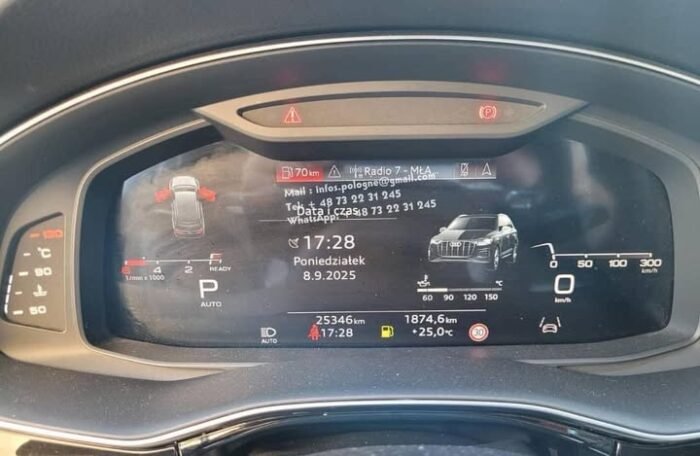 70 km
Radio 7 - MŁA
Mail : infos.pologne@gmail.com
Tel: + 48 73 22 31 245
Data i czas
WhatsApp: + 48 73 22 31 245
17:28
Poniedziałek
8.9.2025
130
°C
90
50
8 4 2 READY
1/min x 1000
P
AUTO
°C
60 90 120 150
0 100 200 300
km/h
0
km/h
25346 km
1874,6 km
AUTO
17:28
+25,0 °C